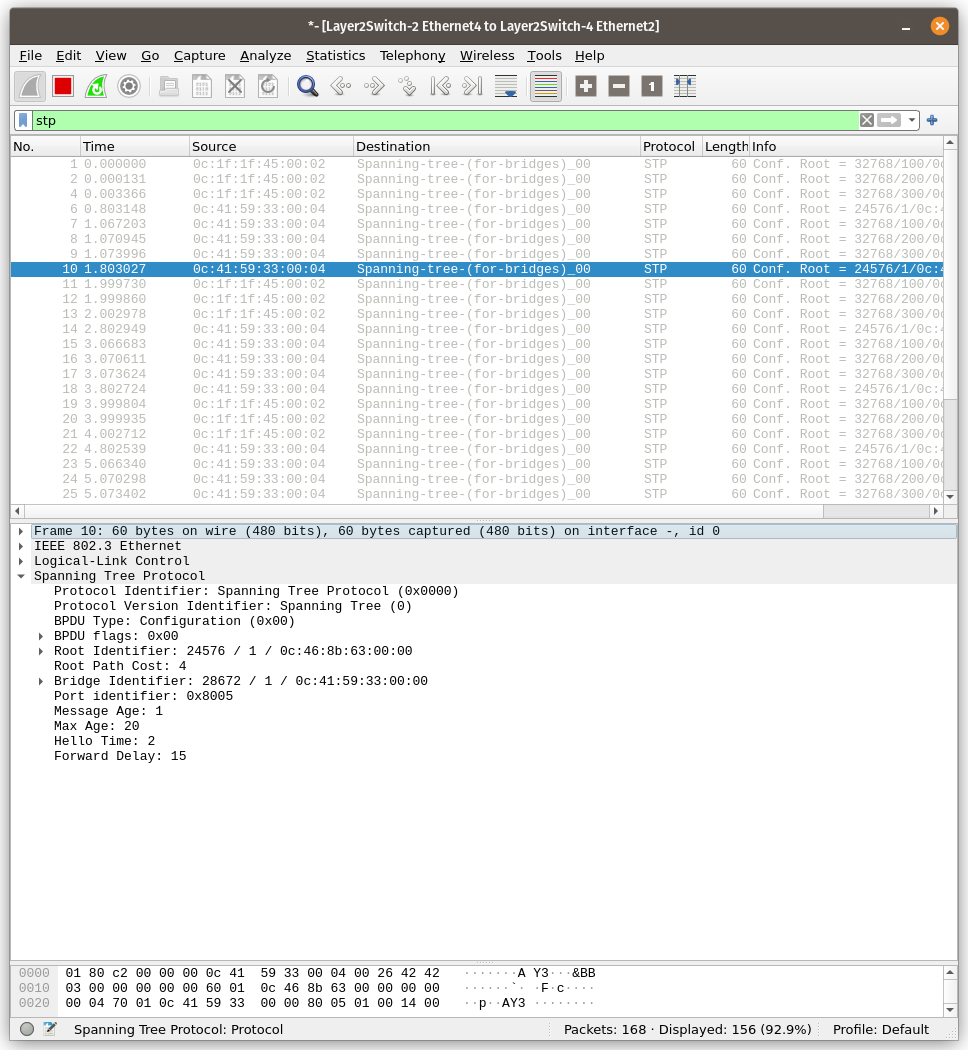 *- [Layer2Switch-2 Ethernet4 to Layer2Switch-4 Ethernet2]
File Edit View Go Capture Analyze Statistics Telephony Wireless Tools Help
stp
No. Time Source Destination Protocol Length Info
1 0.000000 0c:1f:1f:45:00:02 Spanning-tree-(for-bridges)_00 STP 60 Conf. Root = 32768/100/0c
2 0.000131 0c:1f:1f:45:00:02 Spanning-tree-(for-bridges)_00 STP 60 Conf. Root = 32768/200/0c
4 0.003366 0c:1f:1f:45:00:02 Spanning-tree-(for-bridges)_00 STP 60 Conf. Root = 32768/300/0c
6 0.803148 0c:41:59:33:00:04 Spanning-tree-(for-bridges)_00 STP 60 Conf. Root = 24576/1/0c:4
7 1.067203 0c:41:59:33:00:04 Spanning-tree-(for-bridges)_00 STP 60 Conf. Root = 32768/100/0c
8 1.070945 0c:41:59:33:00:04 Spanning-tree-(for-bridges)_00 STP 60 Conf. Root = 32768/200/0c
9 1.073996 0c:41:59:33:00:04 Spanning-tree-(for-bridges)_00 STP 60 Conf. Root = 32768/300/0c
10 1.803027 0c:41:59:33:00:04 Spanning-tree-(for-bridges)_00 STP 60 Conf. Root = 24576/1/0c:4
11 1.999730 0c:1f:1f:45:00:02 Spanning-tree-(for-bridges)_00 STP 60 Conf. Root = 32768/100/0c
12 1.999860 0c:1f:1f:45:00:02 Spanning-tree-(for-bridges)_00 STP 60 Conf. Root = 32768/200/0c
13 2.002978 0c:1f:1f:45:00:02 Spanning-tree-(for-bridges)_00 STP 60 Conf. Root = 32768/300/0c
14 2.802949 0c:41:59:33:00:04 Spanning-tree-(for-bridges)_00 STP 60 Conf. Root = 24576/1/0c:4
15 3.066683 0c:41:59:33:00:04 Spanning-tree-(for-bridges)_00 STP 60 Conf. Root = 32768/100/0c
16 3.070611 0c:41:59:33:00:04 Spanning-tree-(for-bridges)_00 STP 60 Conf. Root = 32768/200/0c
17 3.073624 0c:41:59:33:00:04 Spanning-tree-(for-bridges)_00 STP 60 Conf. Root = 32768/300/0c
18 3.802724 0c:41:59:33:00:04 Spanning-tree-(for-bridges)_00 STP 60 Conf. Root = 24576/1/0c:4
19 3.999804 0c:1f:1f:45:00:02 Spanning-tree-(for-bridges)_00 STP 60 Conf. Root = 32768/100/0c
20 3.999935 0c:1f:1f:45:00:02 Spanning-tree-(for-bridges)_00 STP 60 Conf. Root = 32768/200/0c
21 4.002712 0c:1f:1f:45:00:02 Spanning-tree-(for-bridges)_00 STP 60 Conf. Root = 32768/300/0c
22 4.802539 0c:41:59:33:00:04 Spanning-tree-(for-bridges)_00 STP 60 Conf. Root = 24576/1/0c:4
23 5.066340 0c:41:59:33:00:04 Spanning-tree-(for-bridges)_00 STP 60 Conf. Root = 32768/100/0c
24 5.070298 0c:41:59:33:00:04 Spanning-tree-(for-bridges)_00 STP 60 Conf. Root = 32768/200/0c
25 5.073402 0c:41:59:33:00:04 Spanning-tree-(for-bridges)_00 STP 60 Conf. Root = 32768/300/0c
Frame 10: 60 bytes on wire (480 bits), 60 bytes captured (480 bits) on interface -, id 0
IEEE 802.3 Ethernet
Logical-Link Control
Spanning Tree Protocol
Protocol Identifier: Spanning Tree Protocol (0x0000)
Protocol Version Identifier: Spanning Tree (0)
BPDU Type: Configuration (0x00)
BPDU flags: 0x00
Root Identifier: 24576 / 1 / 0c:46:8b:63:00:00
Root Path Cost: 4
Bridge Identifier: 28672 / 1 / 0c:41:59:33:00:00
Port identifier: 0x8005
Message Age: 1
Max Age: 20
Hello Time: 2
Forward Delay: 15
0000 01 80 c2 00 00 00 0c 41 59 33 00 04 00 26 42 42 ·······A Y3···&BB
0010 03 00 00 00 00 00 60 01 0c 46 8b 63 00 00 00 00 ······`· ·F·c····
0020 00 04 70 01 0c 41 59 33 00 00 80 05 01 00 14 00 ··p··AY3 ········
Spanning Tree Protocol: Protocol Packets: 168 · Displayed: 156 (92.9%) Profile: Default